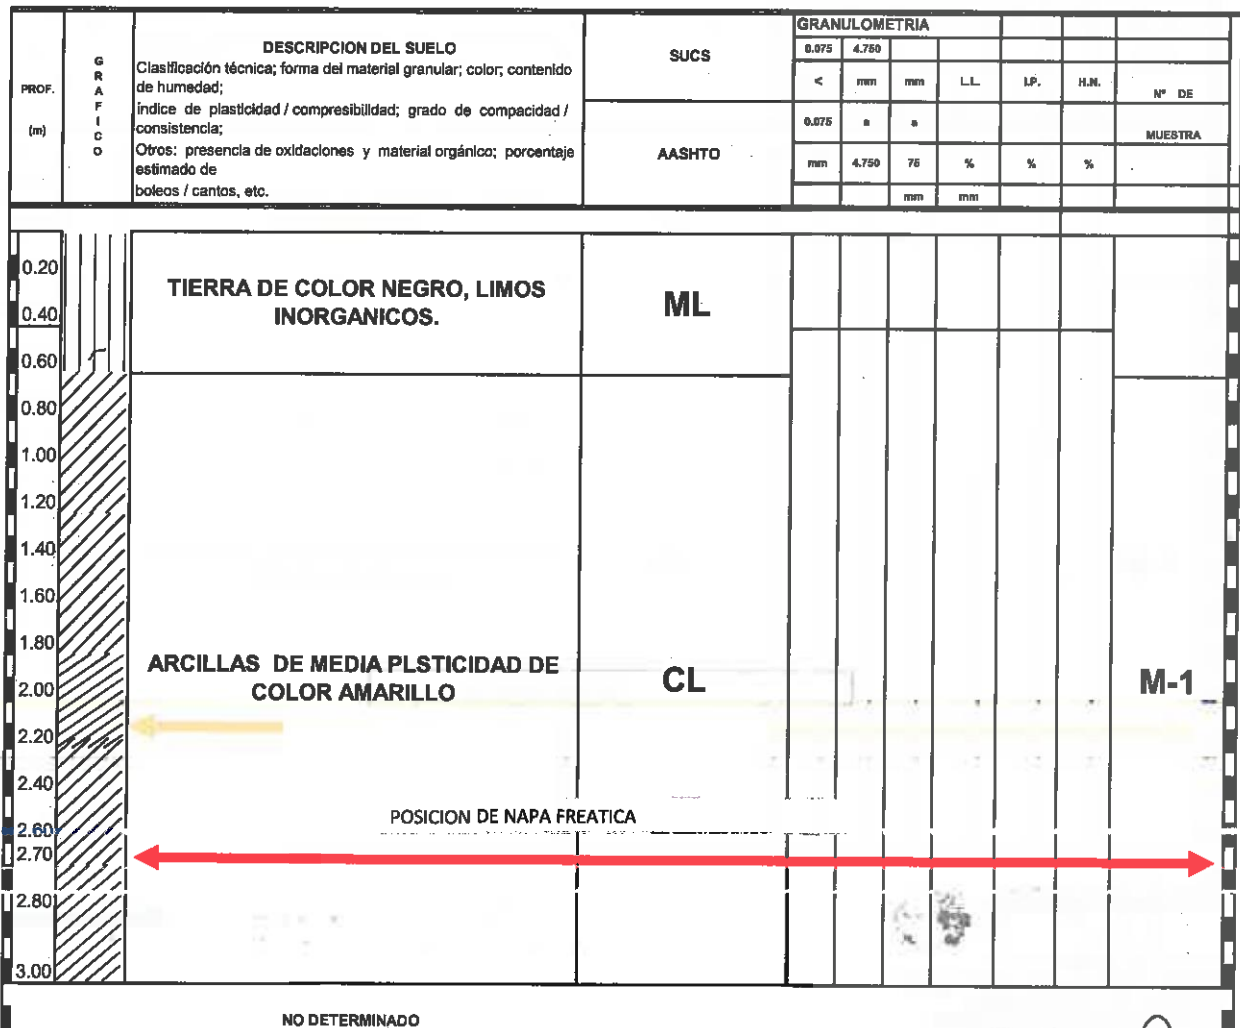 PROF.
(m)
G
R
A
F
I
C
O
DESCRIPCION DEL SUELO
Clasificación técnica; forma del material granular; color; contenido
de humedad;
indice de plasticidad / compresibilidad; grado de compacidad /
consistencia;
Otros: presencia de oxidaciones y material orgánico; porcentaje
estimado de
boleos / cantos, etc.
SUCS
AASHTO
GRANULOMETRIA
0.075 4.750
< mm mm L.L. I.P. H.N.
0.075 a a
mm 4.750 75 % % %
mm mm
N° DE
MUESTRA
0.20
0.40
0.60
TIERRA DE COLOR NEGRO, LIMOS
INORGANICOS.
ML
0.80
1.00
1.20
1.40
1.60
1.80
2.00
2.20
2.40
2.60
2.70
2.80
3.00
ARCILLAS DE MEDIA PLSTICIDAD DE
COLOR AMARILLO
CL
M-1
POSICION DE NAPA FREATICA
NO DETERMINADO